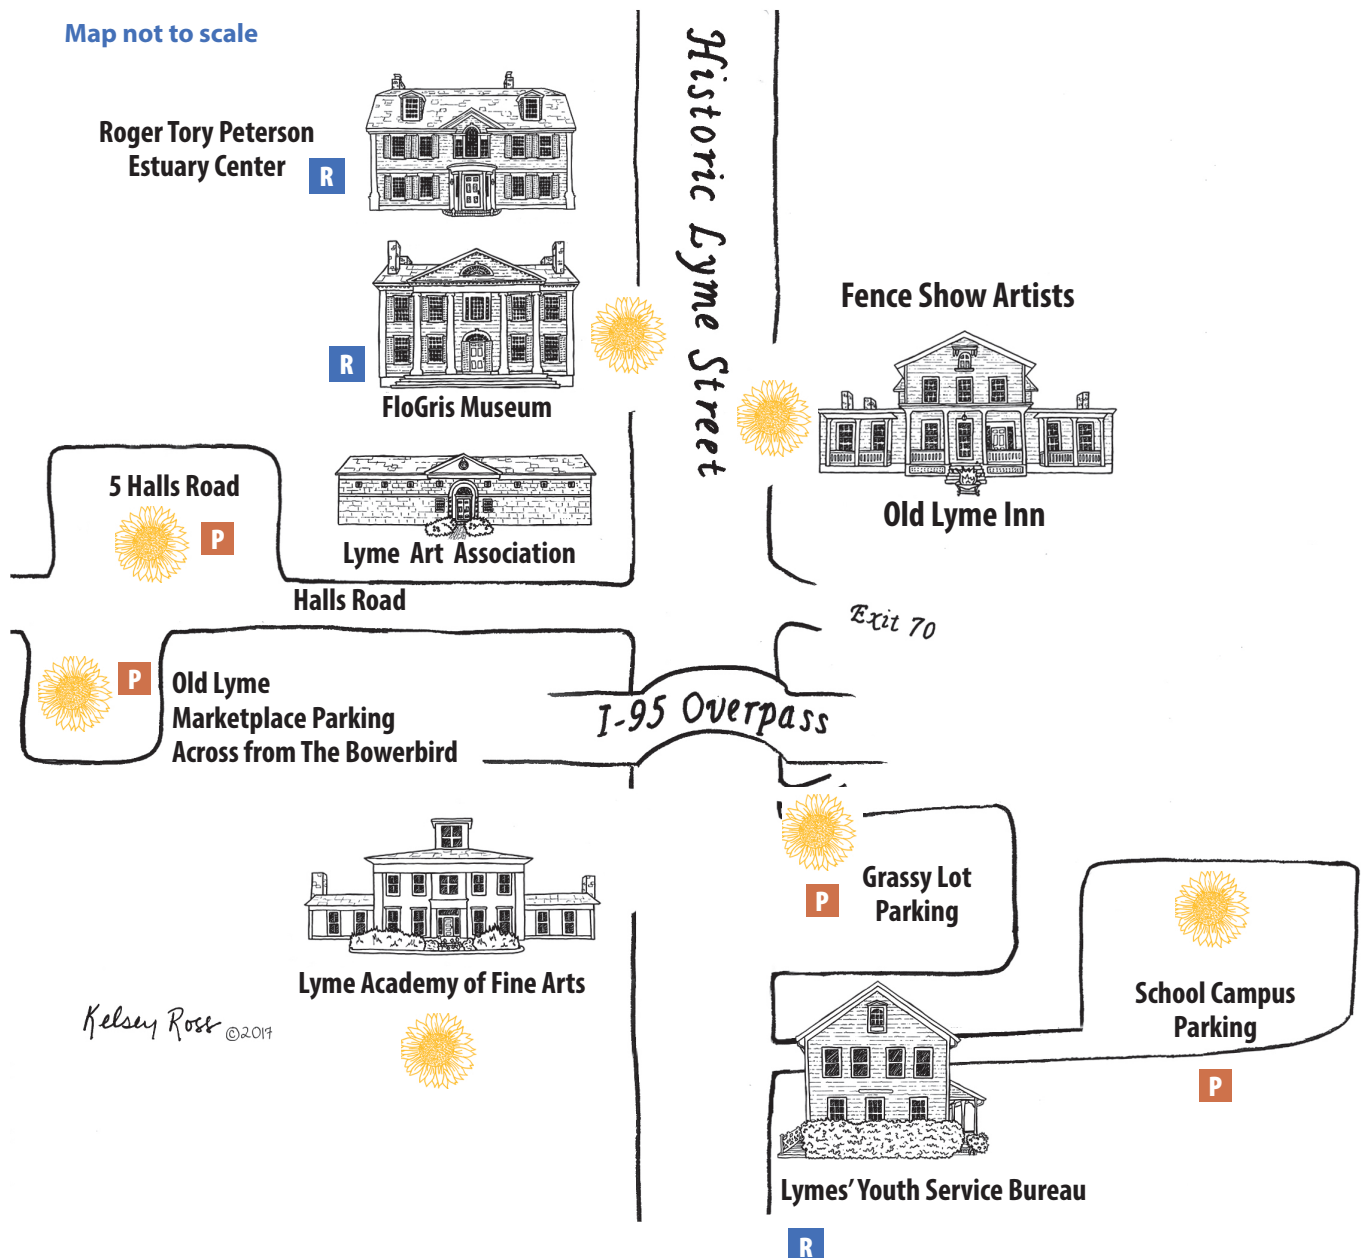 Map not to scale
Historic Lyme Street
Roger Tory Peterson
Estuary Center
R
R
FloGris Museum
Fence Show Artists
Old Lyme Inn
5 Halls Road
P
Lyme Art Association
Halls Road
Exit 70
P
Old Lyme
Marketplace Parking
Across from The Bowerbird
I-95 Overpass
Grassy Lot
Parking
P
Lyme Academy of Fine Arts
School Campus
Parking
P
Kelsey Ross ©2017
Lymes' Youth Service Bureau
R